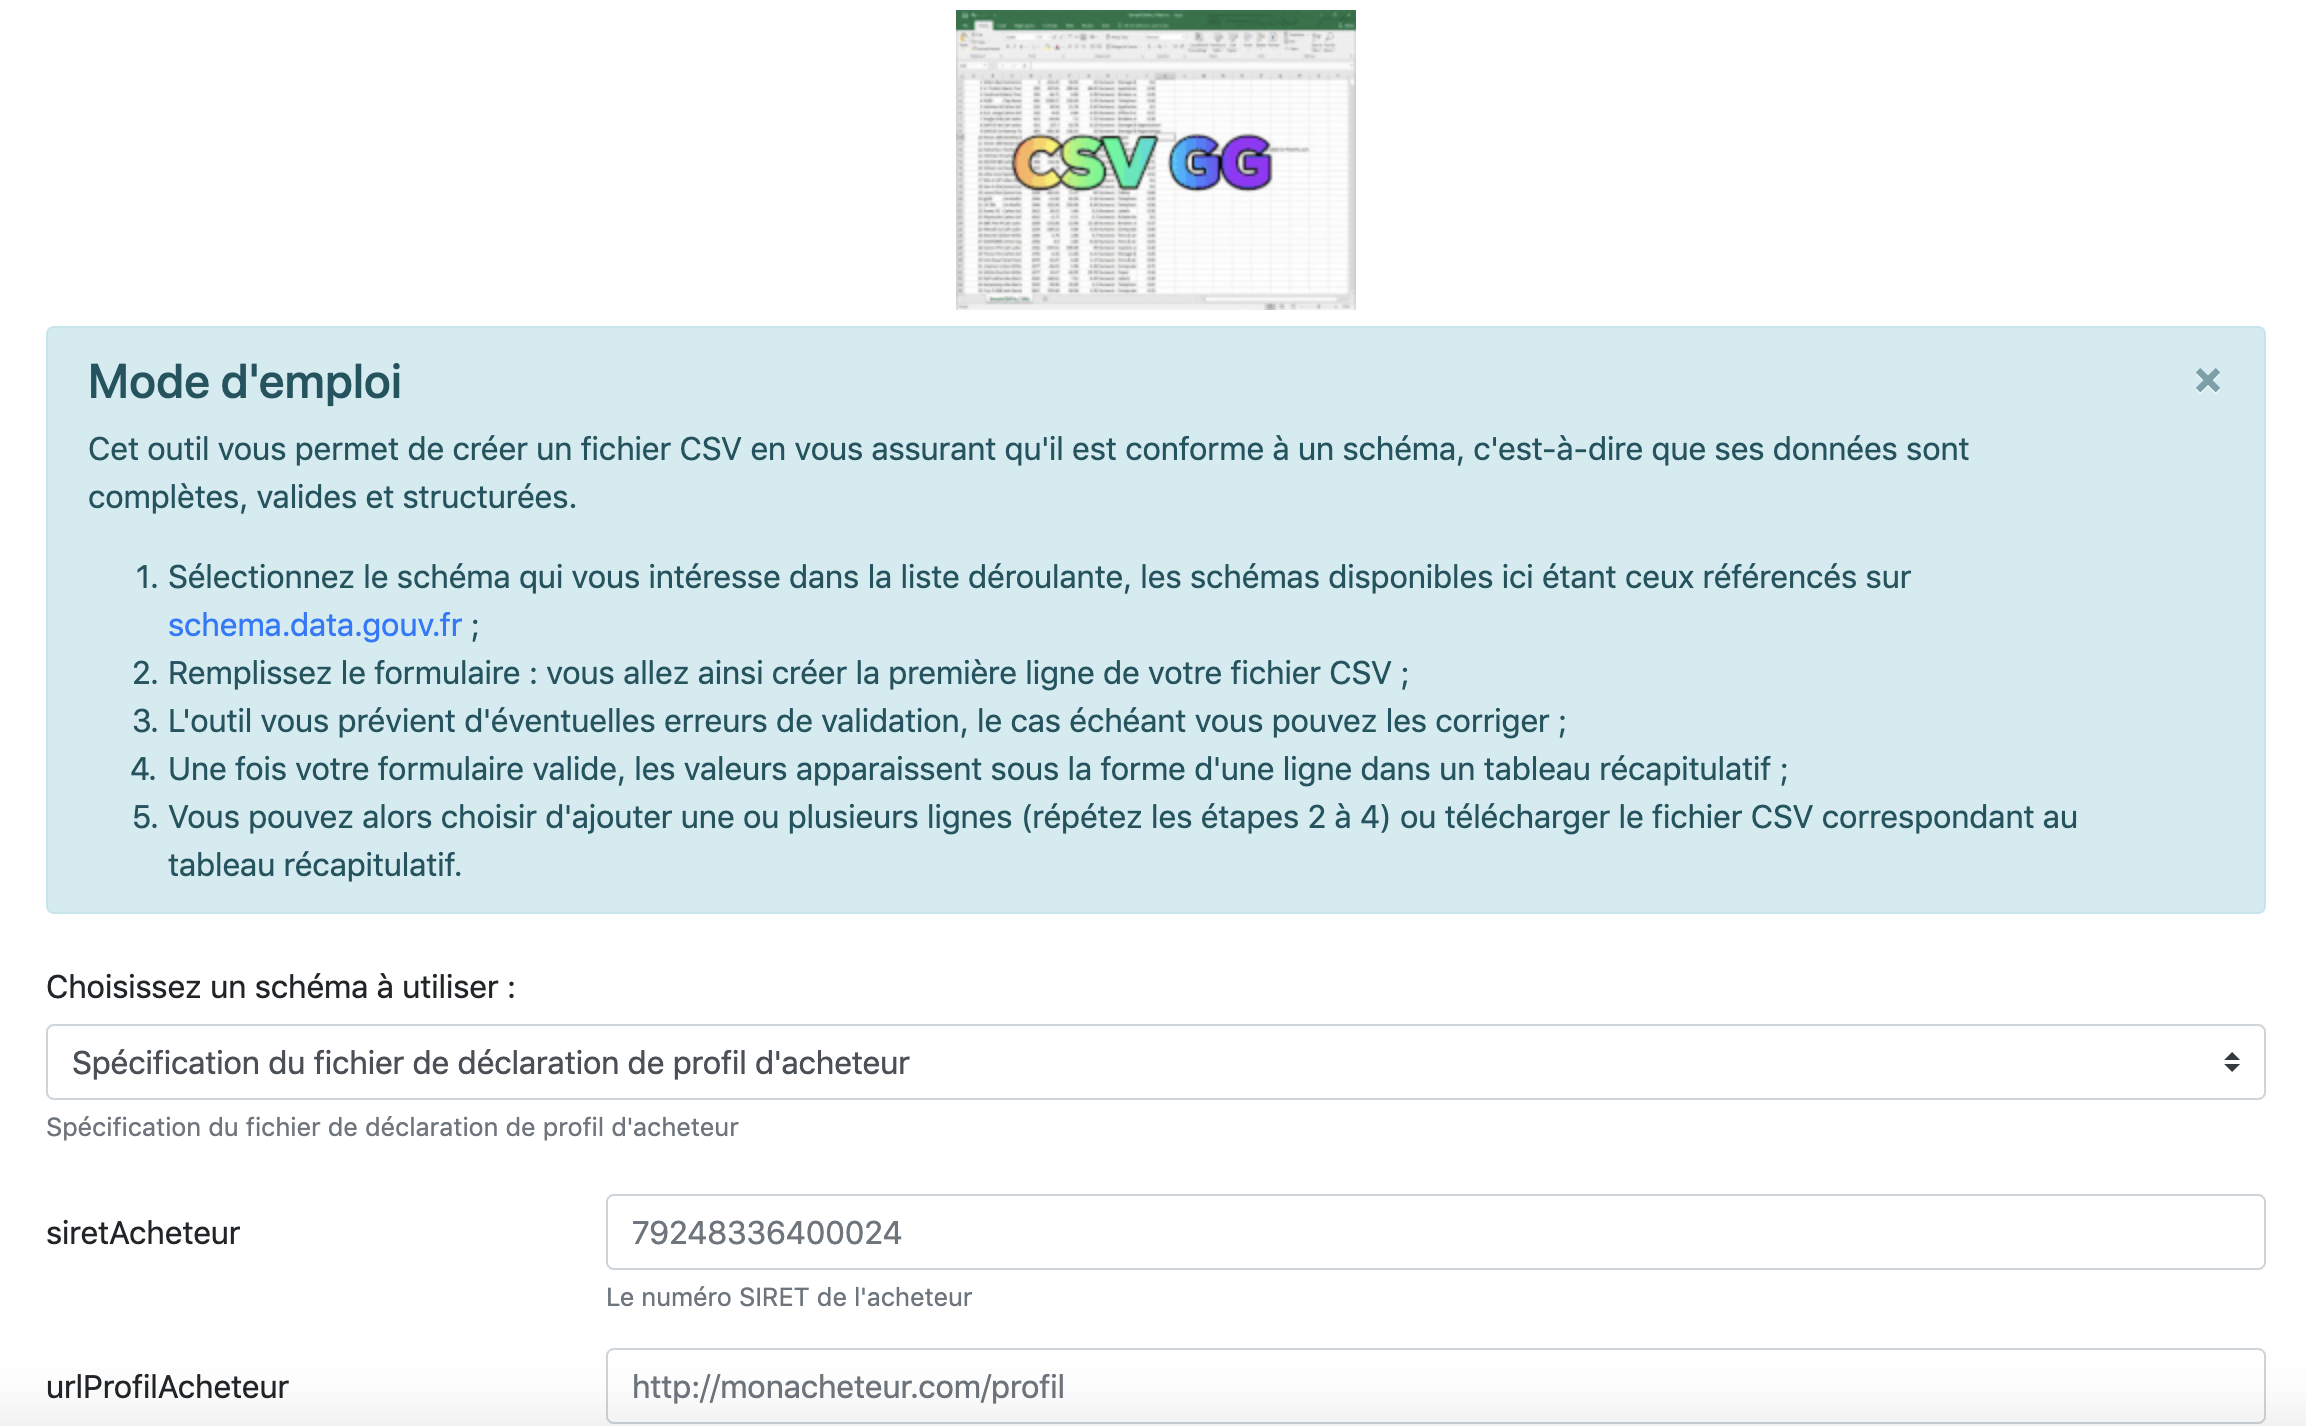 CSV GG
Mode d'emploi
×
Cet outil vous permet de créer un fichier CSV en vous assurant qu'il est conforme à un schéma, c'est-à-dire que ses données sont
complètes, valides et structurées.
1. Sélectionnez le schéma qui vous intéresse dans la liste déroulante, les schémas disponibles ici étant ceux référencés sur
schema.data.gouv.fr ;
2. Remplissez le formulaire : vous allez ainsi créer la première ligne de votre fichier CSV ;
3. L'outil vous prévient d'éventuelles erreurs de validation, le cas échéant vous pouvez les corriger ;
4. Une fois votre formulaire valide, les valeurs apparaissent sous la forme d'une ligne dans un tableau récapitulatif ;
5. Vous pouvez alors choisir d'ajouter une ou plusieurs lignes (répétez les étapes 2 à 4) ou télécharger le fichier CSV correspondant au
tableau récapitulatif.
Choisissez un schéma à utiliser :
Spécification du fichier de déclaration de profil d'acheteur
Spécification du fichier de déclaration de profil d'acheteur
siretAcheteur
79248336400024
Le numéro SIRET de l'acheteur
urlProfilAcheteur
http://monacheteur.com/profil